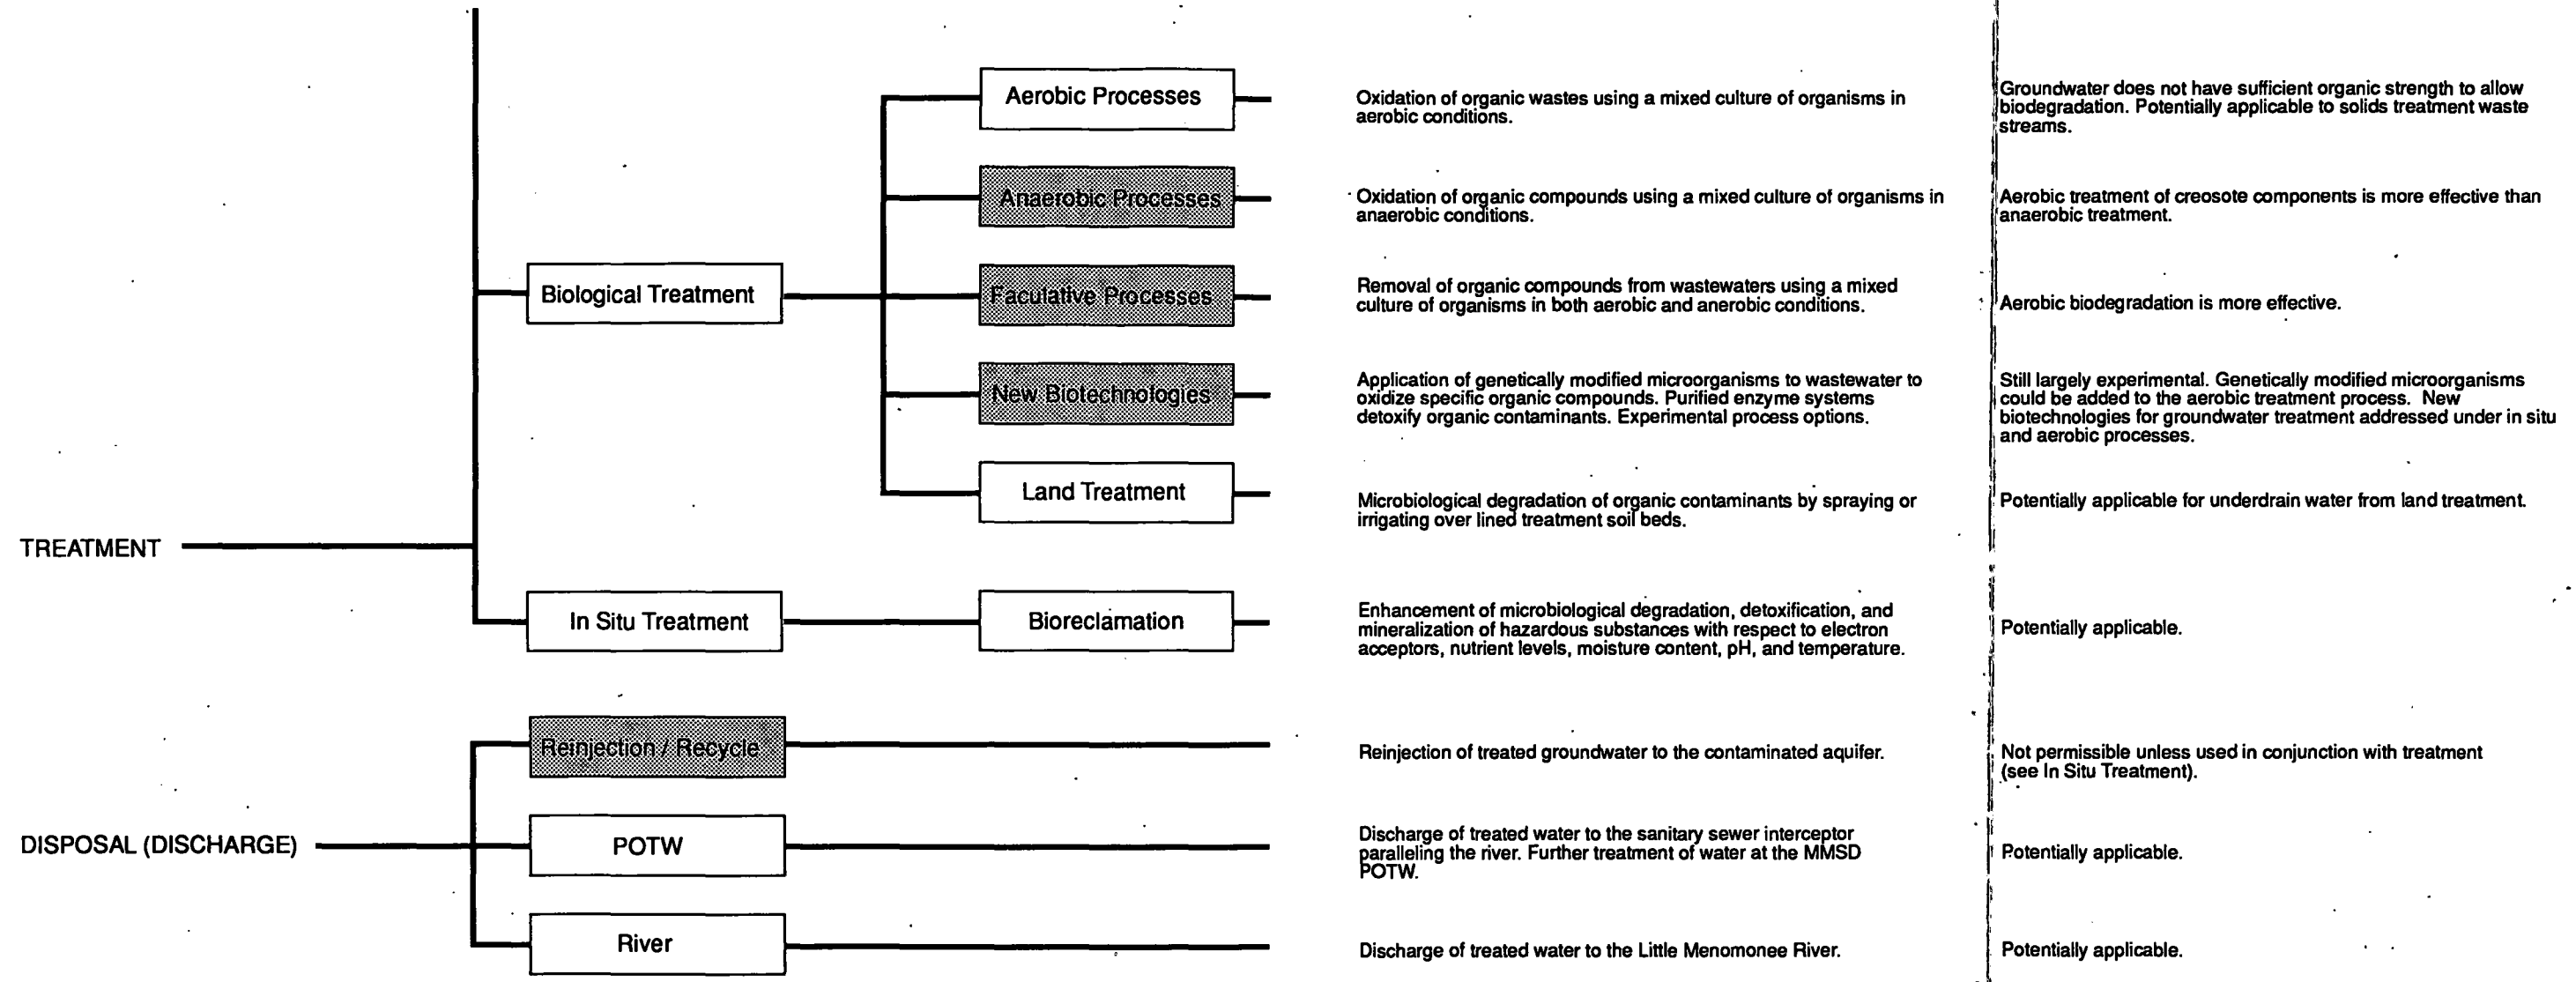 Aerobic Processes
Oxidation of organic wastes using a mixed culture of organisms in
aerobic conditions.
Groundwater does not have sufficient organic strength to allow
biodegradation. Potentially applicable to solids treatment waste
streams.
Anaerobic Processes
Oxidation of organic compounds using a mixed culture of organisms in
anaerobic conditions.
Aerobic treatment of creosote components is more effective than
anaerobic treatment.
Biological Treatment
Faculative Processes
Removal of organic compounds from wastewaters using a mixed
culture of organisms in both aerobic and anerobic conditions.
Aerobic biodegradation is more effective.
New Biotechnologies
Application of genetically modified microorganisms to wastewater to
oxidize specific organic compounds. Purified enzyme systems
detoxify organic contaminants. Experimental process options.
Still largely experimental. Genetically modified microorganisms
could be added to the aerobic treatment process. New
biotechnologies for groundwater treatment addressed under in situ
and aerobic processes.
Land Treatment
Microbiological degradation of organic contaminants by spraying or
irrigating over lined treatment soil beds.
Potentially applicable for underdrain water from land treatment.
TREATMENT
In Situ Treatment
Bioreclamation
Enhancement of microbiological degradation, detoxification, and
mineralization of hazardous substances with respect to electron
acceptors, nutrient levels, moisture content, pH, and temperature.
Potentially applicable.
Reinjection / Recycle
Reinjection of treated groundwater to the contaminated aquifer.
Not permissible unless used in conjunction with treatment
(see In Situ Treatment).
DISPOSAL (DISCHARGE)
POTW
Discharge of treated water to the sanitary sewer interceptor
paralleling the river. Further treatment of water at the MMSD
POTW.
Potentially applicable.
River
Discharge of treated water to the Little Menomonee River.
Potentially applicable.